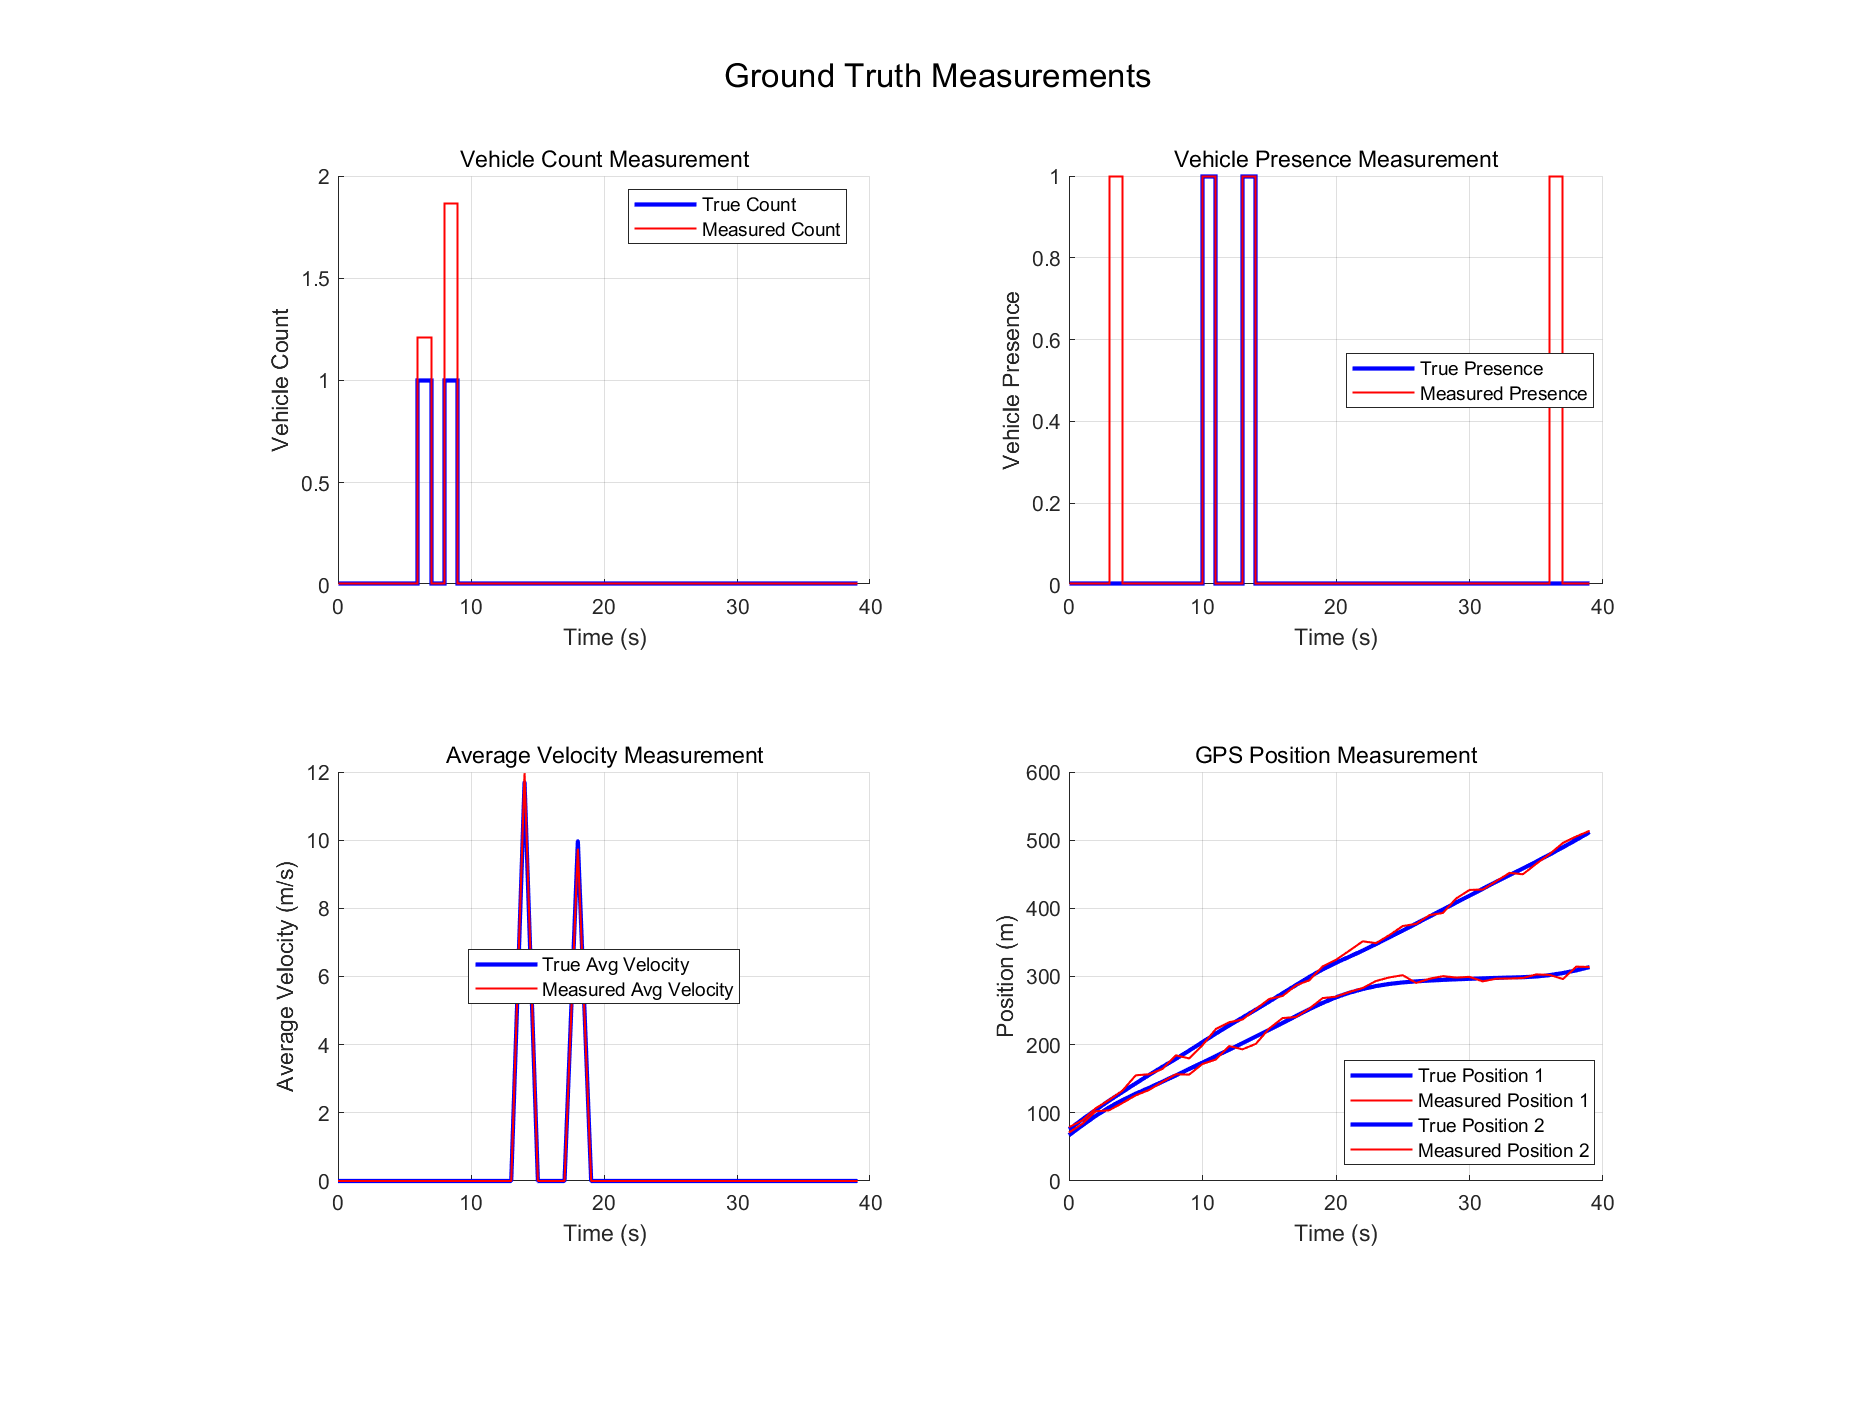 Ground Truth Measurements
Vehicle Count Measurement
2
1.5
1
0.5
0
Vehicle Count
True Count
Measured Count
0 10 20 30 40
Time (s)
Vehicle Presence Measurement
1
0.8
0.6
0.4
0.2
0
Vehicle Presence
True Presence
Measured Presence
0 10 20 30 40
Time (s)
Average Velocity Measurement
12
10
8
6
4
2
0
Average Velocity (m/s)
True Avg Velocity
Measured Avg Velocity
0 10 20 30 40
Time (s)
GPS Position Measurement
600
500
400
300
200
100
0
Position (m)
True Position 1
Measured Position 1
True Position 2
Measured Position 2
0 10 20 30 40
Time (s)